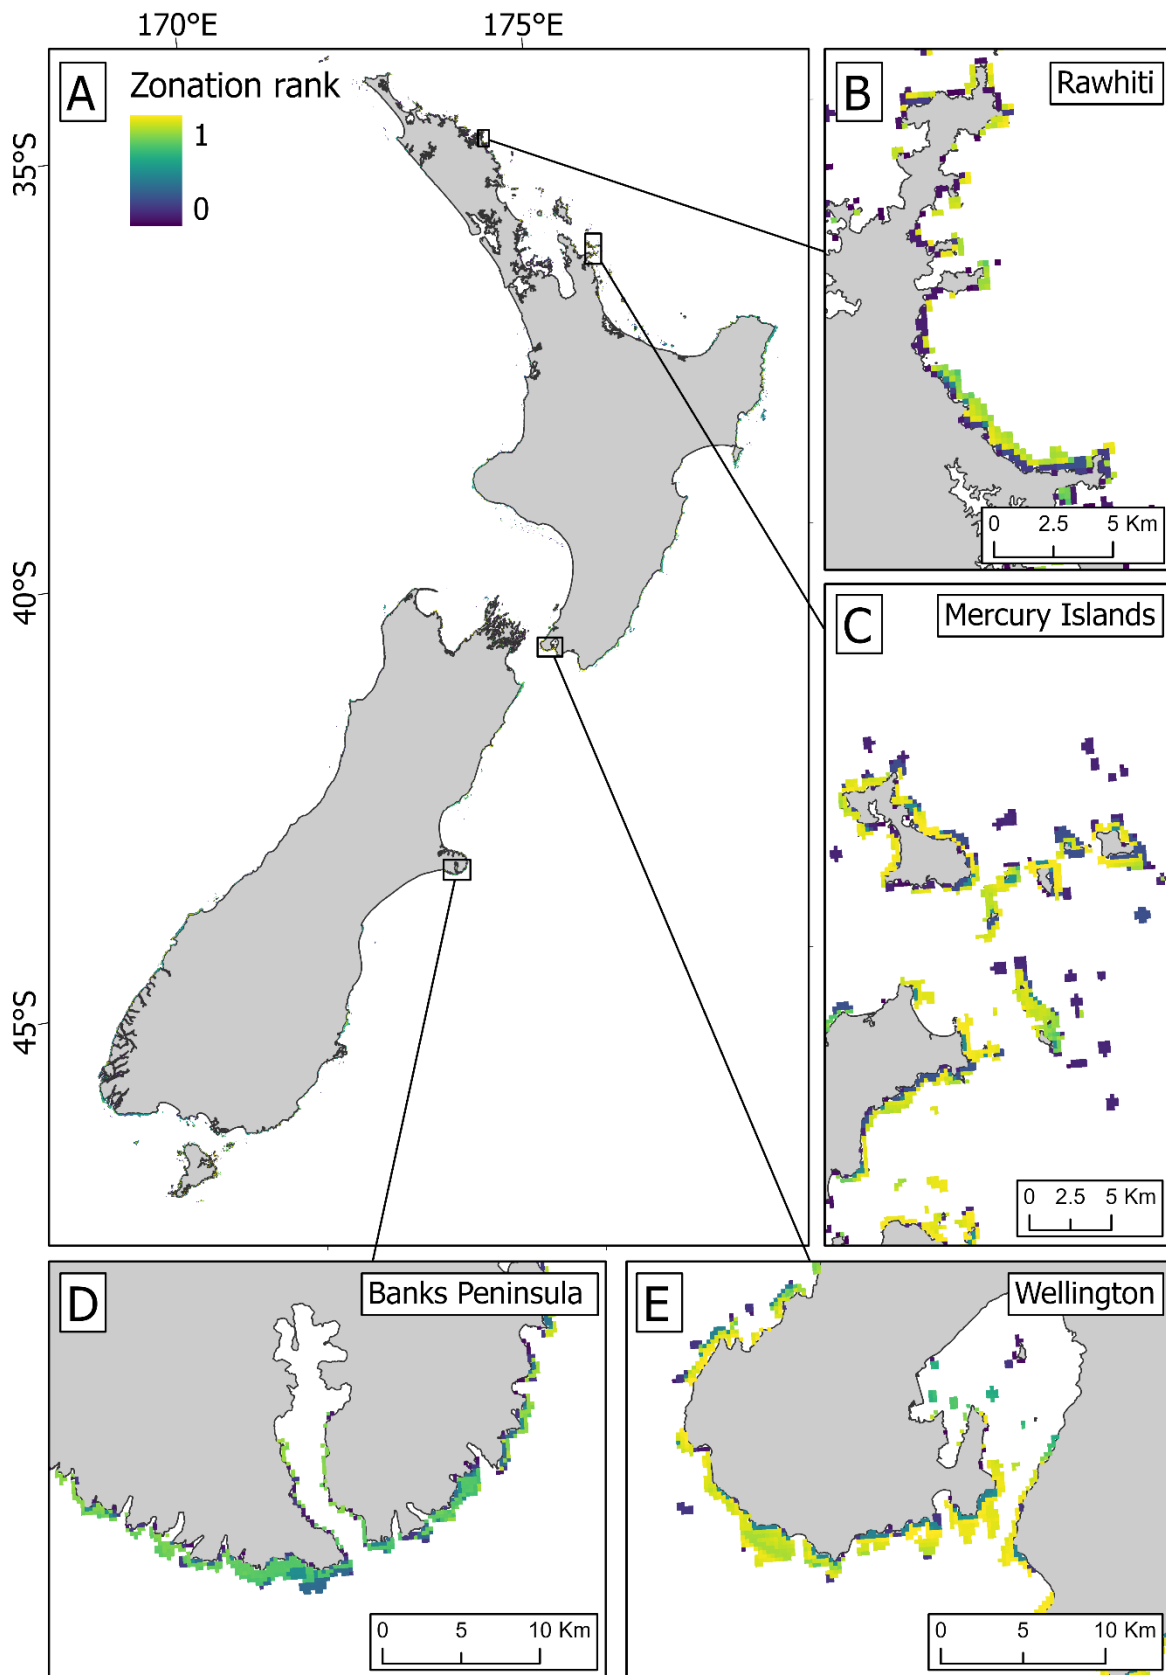 170°E 175°E
A
Zonation rank
1
0
35°S
40°S
45°S
B
Rawhiti
0 2.5 5 Km
C
Mercury Islands
0 2.5 5 Km
D
Banks Peninsula
0 5 10 Km
E
Wellington
0 5 10 Km